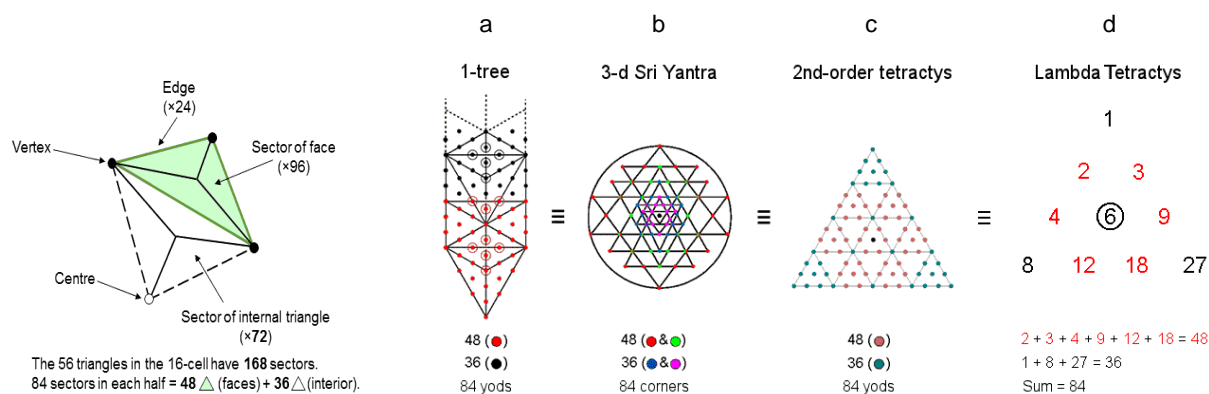 Edge
(×24)
Vertex
Sector of face
(×96)
Centre
Sector of internal triangle
(×72)
The 56 triangles in the 16-cell have 168 sectors.
84 sectors in each half = 48 △ (faces) + 36 △ (interior).
a
1-tree
48 (●)
36 (●)
84 yods
≡
b
3-d Sri Yantra
48 (●&●)
36 (●&●)
84 corners
≡
c
2nd-order tetractys
48 (●)
36 (●)
84 yods
≡
d
Lambda Tetractys
1
2 3
4 6 9
8 12 18 27
2 + 3 + 4 + 9 + 12 + 18 = 48
1 + 8 + 27 = 36
Sum = 84